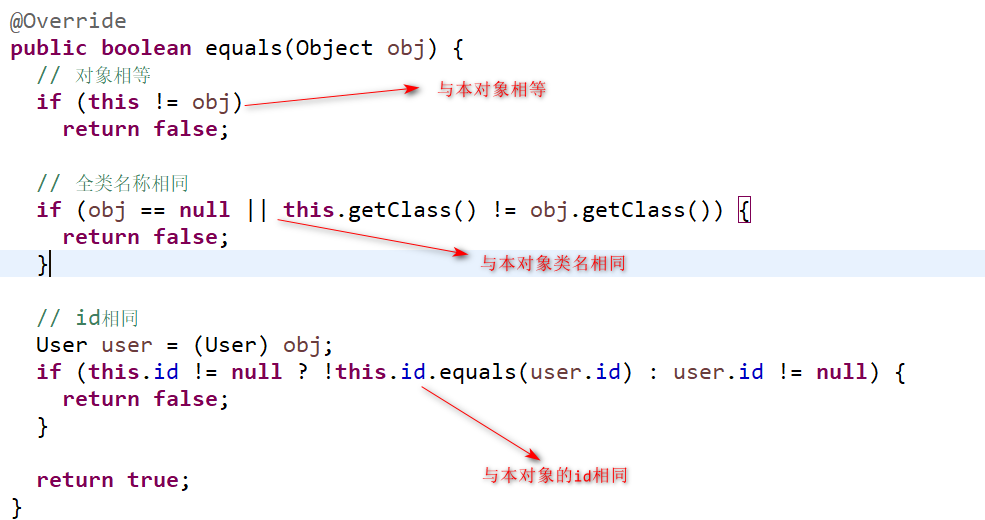 @Override
public boolean equals(Object obj) {
// 对象相等
if (this != obj)
与本对象相等
return false;
// 全类名称相同
if (obj == null || this.getClass() != obj.getClass()) {
return false;
}
与本对象类名相同
// id相同
User user = (User) obj;
if (this.id != null ? !this.id.equals(user.id) : user.id != null) {
return false;
}
与本对象的id相同
return true;
}